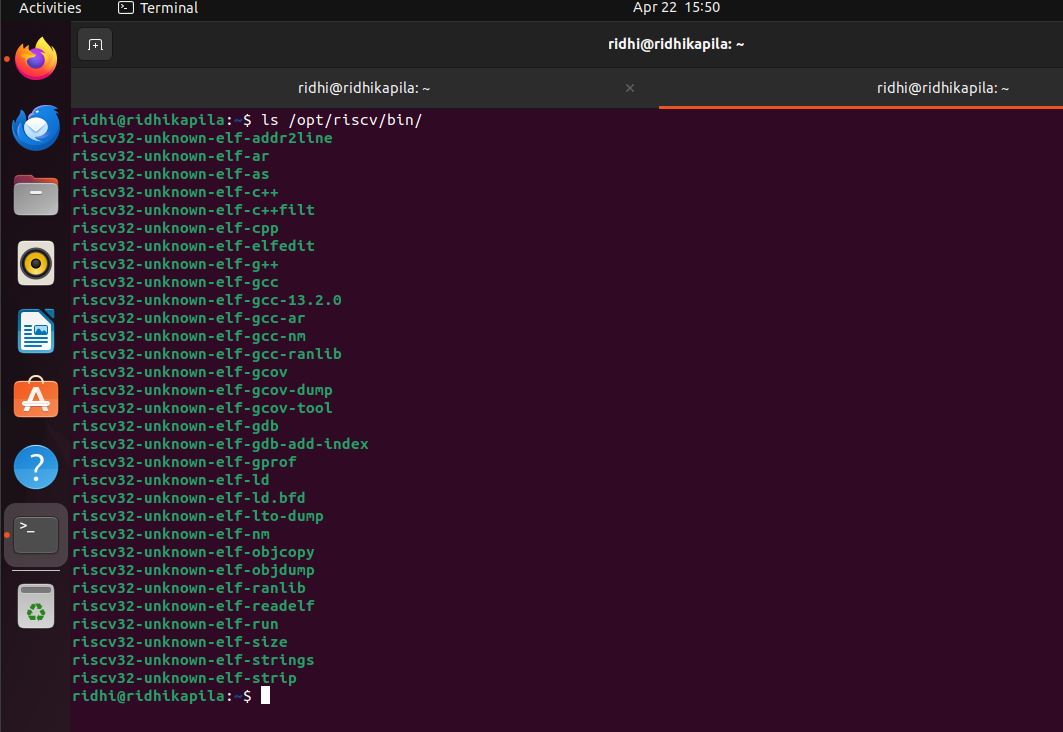 Activities Terminal Apr 22 15:50
ridhi@ridhikapila: ~
ridhi@ridhikapila: ~ × ridhi@ridhikapila: ~
ridhi@ridhikapila:~$ ls /opt/riscv/bin/
riscv32-unknown-elf-addr2line
riscv32-unknown-elf-ar
riscv32-unknown-elf-as
riscv32-unknown-elf-c++
riscv32-unknown-elf-c++filt
riscv32-unknown-elf-cpp
riscv32-unknown-elf-elfedit
riscv32-unknown-elf-g++
riscv32-unknown-elf-gcc
riscv32-unknown-elf-gcc-13.2.0
riscv32-unknown-elf-gcc-ar
riscv32-unknown-elf-gcc-nm
riscv32-unknown-elf-gcc-ranlib
riscv32-unknown-elf-gcov
riscv32-unknown-elf-gcov-dump
riscv32-unknown-elf-gcov-tool
riscv32-unknown-elf-gdb
riscv32-unknown-elf-gdb-add-index
riscv32-unknown-elf-gprof
riscv32-unknown-elf-ld
riscv32-unknown-elf-ld.bfd
riscv32-unknown-elf-lto-dump
riscv32-unknown-elf-nm
riscv32-unknown-elf-objcopy
riscv32-unknown-elf-objdump
riscv32-unknown-elf-ranlib
riscv32-unknown-elf-readelf
riscv32-unknown-elf-run
riscv32-unknown-elf-size
riscv32-unknown-elf-strings
riscv32-unknown-elf-strip
ridhi@ridhikapila:~$